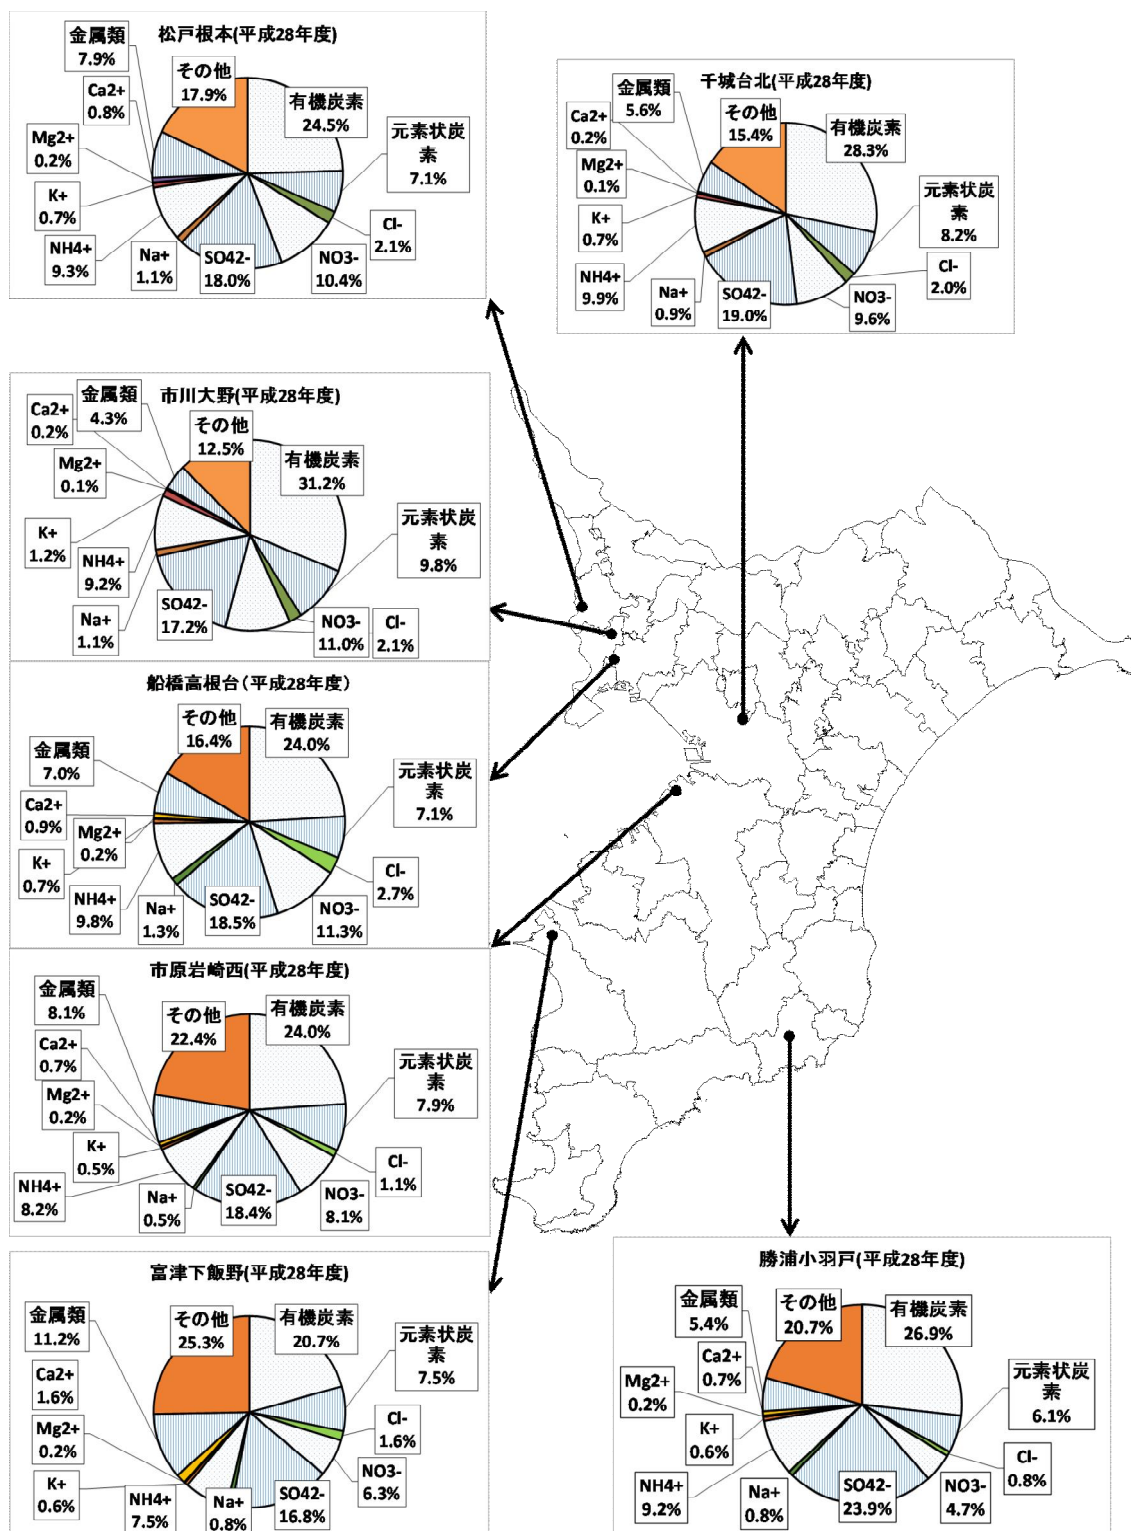 松戸根本(平成28年度)
金属類
7.9%
その他
17.9%
有機炭素
24.5%
Ca2+
0.8%
元素状炭
素
7.1%
Mg2+
0.2%
K+
0.7%
Cl-
2.1%
NH4+
9.3%
Na+
1.1%
SO42-
18.0%
NO3-
10.4%
千城台北(平成28年度)
金属類
5.6%
その他
15.4%
有機炭素
28.3%
Ca2+
0.2%
Mg2+
0.1%
元素状炭
素
8.2%
K+
0.7%
NH4+
9.9%
Cl-
2.0%
Na+
0.9%
SO42-
19.0%
NO3-
9.6%
市川大野(平成28年度)
金属類
4.3%
Ca2+
0.2%
その他
12.5%
有機炭素
31.2%
Mg2+
0.1%
元素状炭
素
9.8%
K+
1.2%
NH4+
9.2%
SO42-
17.2%
Na+
1.1%
NO3-
11.0%
Cl-
2.1%
船橋高根台(平成28年度)
その他
16.4%
有機炭素
24.0%
金属類
7.0%
元素状炭
素
7.1%
Ca2+
0.9%
Mg2+
0.2%
K+
0.7%
Cl-
2.7%
NH4+
9.8%
Na+
1.3%
SO42-
18.5%
NO3-
11.3%
市原岩崎西(平成28年度)
金属類
8.1%
その他
22.4%
有機炭素
24.0%
Ca2+
0.7%
元素状炭
素
7.9%
Mg2+
0.2%
K+
0.5%
Cl-
1.1%
NH4+
8.2%
Na+
0.5%
SO42-
18.4%
NO3-
8.1%
富津下飯野(平成28年度)
金属類
11.2%
その他
25.3%
有機炭素
20.7%
元素状炭
素
7.5%
Ca2+
1.6%
Mg2+
0.2%
Cl-
1.6%
K+
0.6%
NH4+
7.5%
Na+
0.8%
SO42-
16.8%
NO3-
6.3%
勝浦小羽戸(平成28年度)
金属類
5.4%
その他
20.7%
有機炭素
26.9%
Ca2+
0.7%
Mg2+
0.2%
元素状炭
素
6.1%
K+
0.6%
Cl-
0.8%
NH4+
9.2%
Na+
0.8%
SO42-
23.9%
NO3-
4.7%